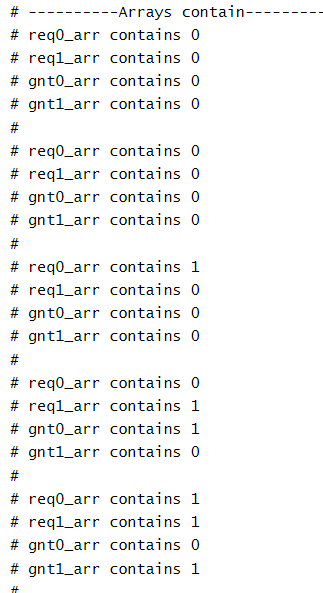 # ----------Arrays contain---------
# req0_arr contains 0
# req1_arr contains 0
# gnt0_arr contains 0
# gnt1_arr contains 0
#
# req0_arr contains 0
# req1_arr contains 0
# gnt0_arr contains 0
# gnt1_arr contains 0
#
# req0_arr contains 1
# req1_arr contains 0
# gnt0_arr contains 0
# gnt1_arr contains 0
#
# req0_arr contains 0
# req1_arr contains 1
# gnt0_arr contains 1
# gnt1_arr contains 0
#
# req0_arr contains 1
# req1_arr contains 1
# gnt0_arr contains 0
# gnt1_arr contains 1
#